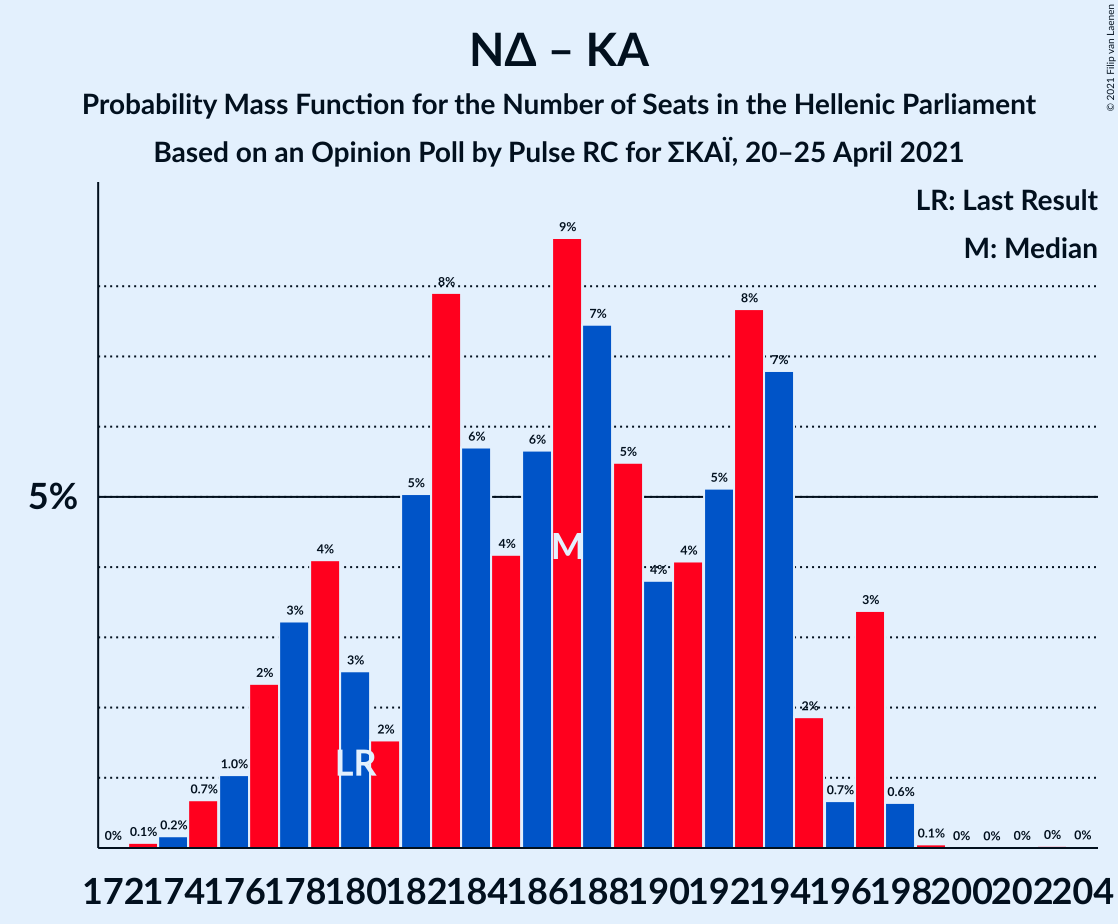 ΝΔ – ΚΑ
Probability Mass Function for the Number of Seats in the Hellenic Parliament
Based on an Opinion Poll by Pulse RC for ΣΚΑΪ, 20–25 April 2021
© 2021 Filip van Laenen
LR: Last Result
M: Median
5%
0% 0.1% 0.2% 0.7% 1.0% 2% 3% 4% 3% 2% 5% 8% 6% 4% 6% 9% 7% 5% 4% 4% 5% 8% 7% 2% 0.7% 3% 0.6% 0.1% 0% 0% 0% 0% 0%
M
LR
172 174 176 178 180 182 184 186 188 190 192 194 196 198 200 202 204